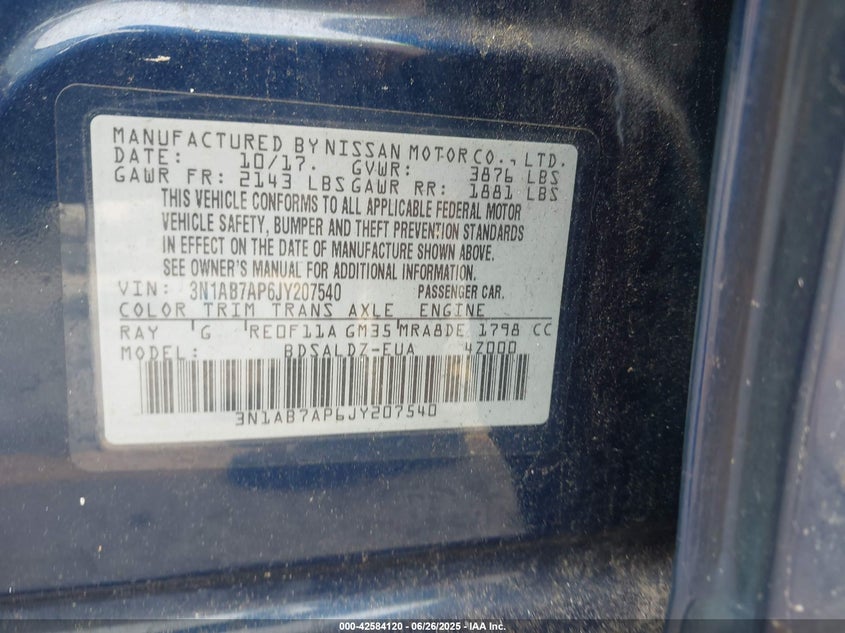 MANUFACTURED BY NISSAN MOTOR CO., LTD.
DATE: 10/17. GVWR: 3876 LBS
GAWR FR: 2143 LBS GAWR RR: 1881 LBS
THIS VEHICLE CONFORMS TO ALL APPLICABLE FEDERAL MOTOR
VEHICLE SAFETY, BUMPER AND THEFT PREVENTION STANDARDS
IN EFFECT ON THE DATE OF MANUFACTURE SHOWN ABOVE.
SEE OWNER'S MANUAL FOR ADDITIONAL INFORMATION.
VIN: 3N1AB7AP6JY207540 PASSENGER CAR.
COLOR TRIM TRANS AXLE ENGINE
RAY G RE0F11A GM35 MRA8DE 1798 CC
MODEL: BDSALDZ-EUA 4Z000
3N1AB7AP6JY207540
000-42584120 - 06/26/2025 - IAA Inc.